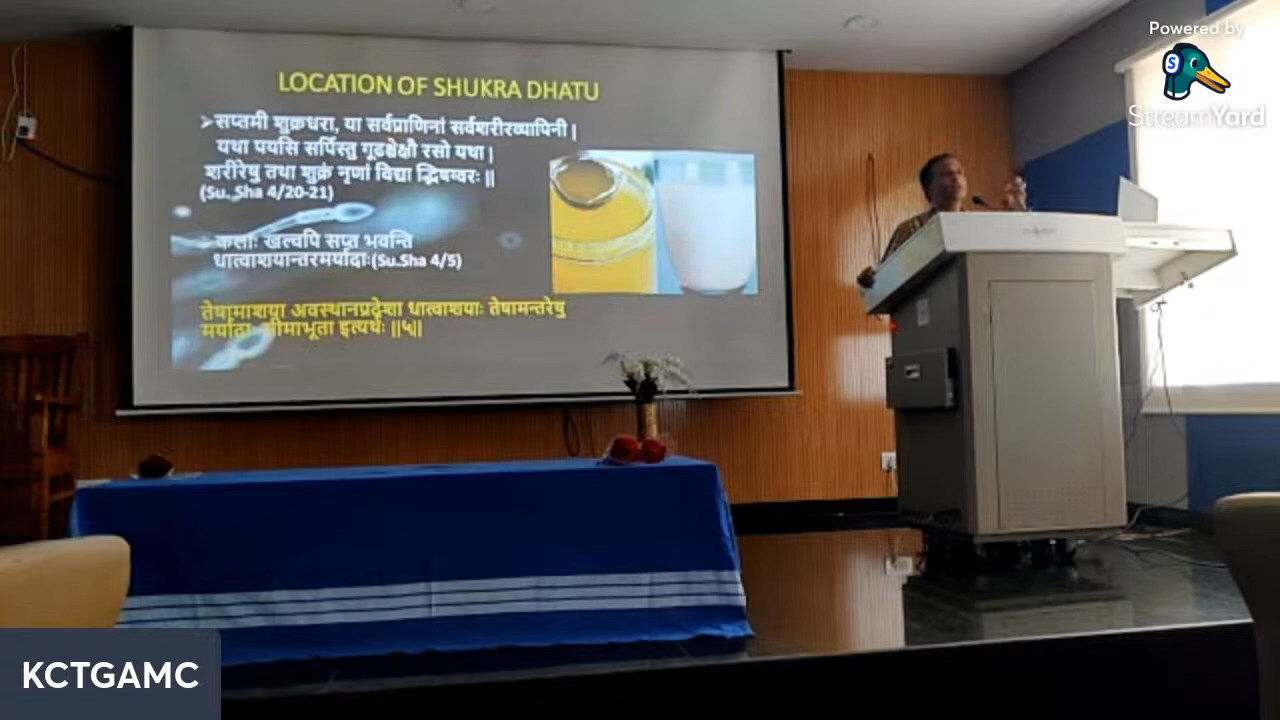 Powered by
StreamYard
LOCATION OF SHUKRA DHATU
➢सप्तमी शुक्रधरा, या सर्वप्राणिनां सर्वशरीरव्यापिनी |
यथा पयसि सर्पिस्तु गूढश्चेक्षौ रसो यथा |
शरीरेषु तथा शुक्रं नृणां विद्या द्भिषग्वरः ||
(Su., Sha 4/20-21)
कलाः खल्वपि सप्त भवन्ति
धात्वाशयान्तरमर्यादाः(Su.Sha 4/5)
तेषामाशया अवस्थानप्रदेशा धात्वाशयाः तेषामन्तरेषु
मर्यादा सीमाभूता इत्यर्थः ||५||
KCTGAMC